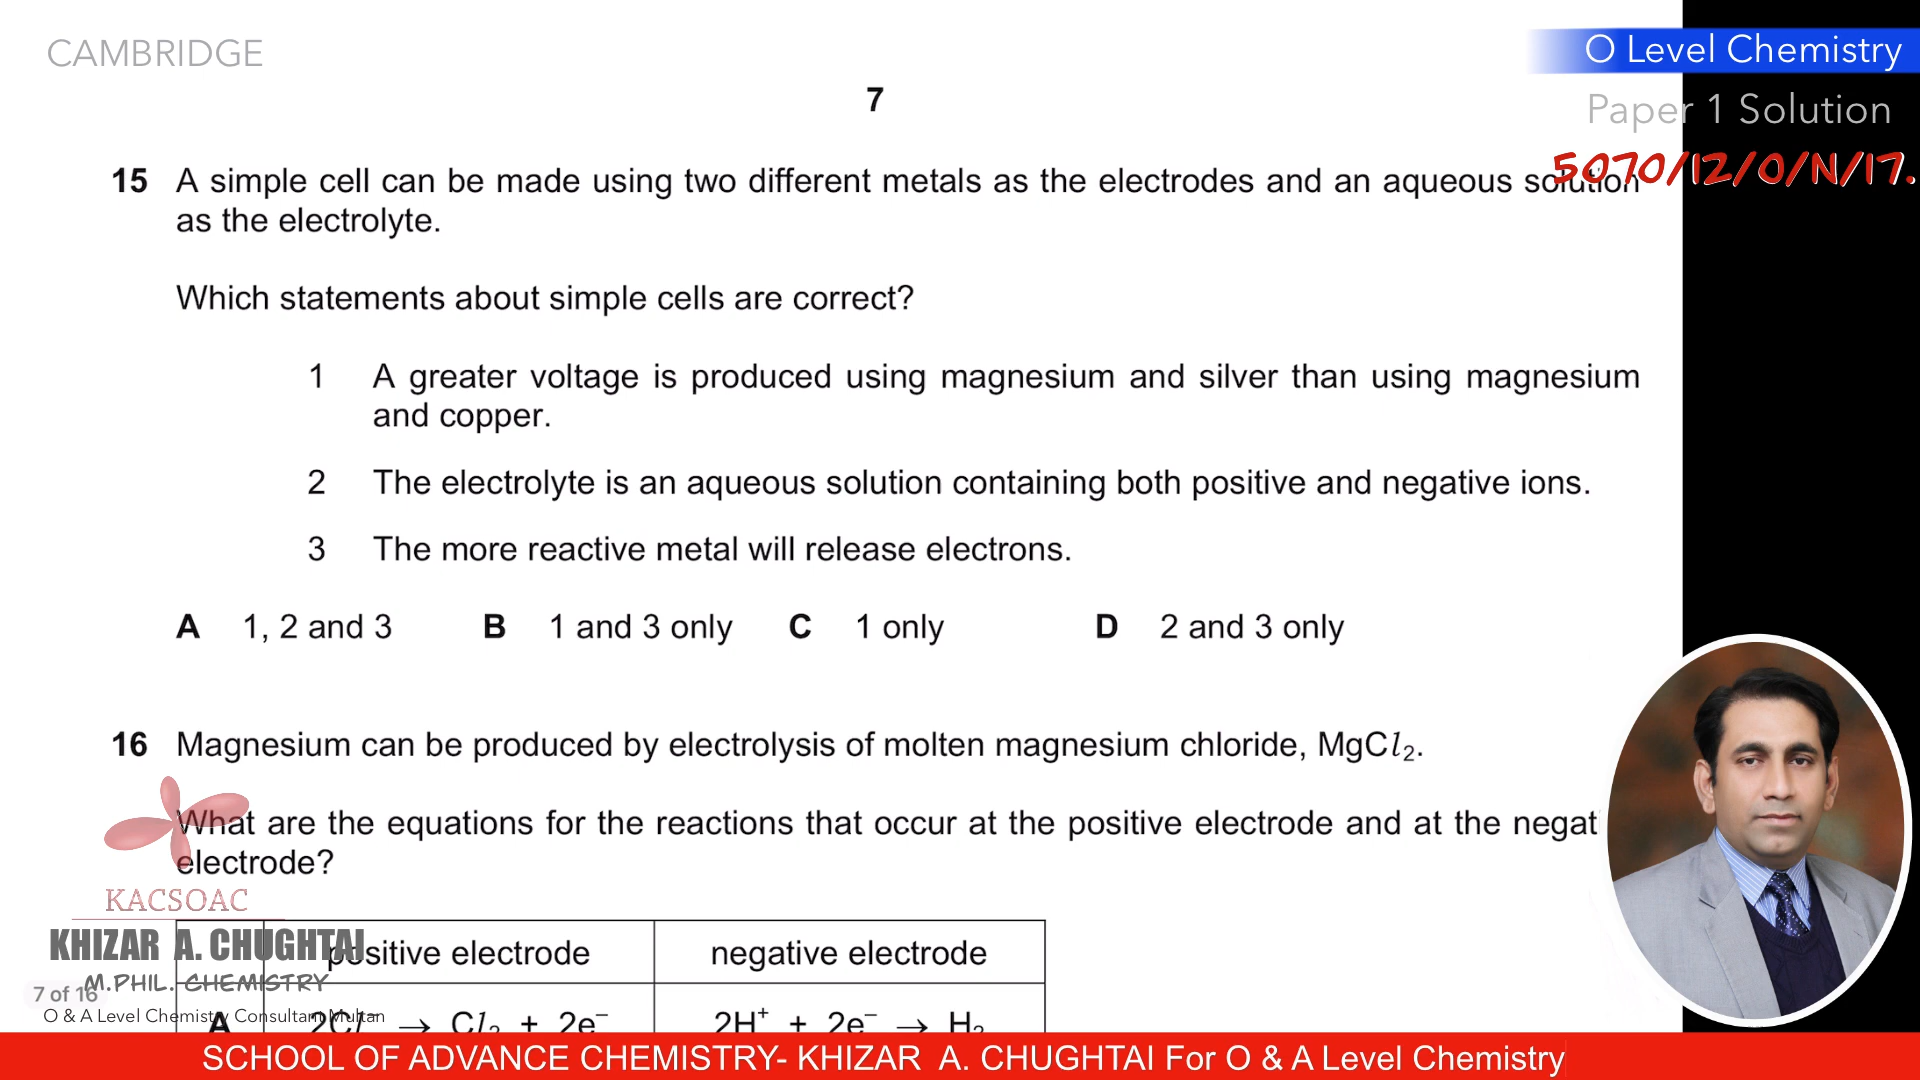 CAMBRIDGE
O Level Chemistry
Paper 1 Solution
5070/12/O/N/17.
7
15 A simple cell can be made using two different metals as the electrodes and an aqueous solution
as the electrolyte.
Which statements about simple cells are correct?
1 A greater voltage is produced using magnesium and silver than using magnesium
and copper.
2 The electrolyte is an aqueous solution containing both positive and negative ions.
3 The more reactive metal will release electrons.
A 1, 2 and 3 B 1 and 3 only C 1 only D 2 and 3 only
16 Magnesium can be produced by electrolysis of molten magnesium chloride, MgCl₂.
What are the equations for the reactions that occur at the positive electrode and at the negat
electrode?
KACSOAC
KHIZAR A. CHUGHTAI
M.PHIL. CHEMISTRY
O & A Level Chemistry Consultant Multan
7 of 16
positive electrode negative electrode
A 2Cl⁻ → Cl₂ + 2e⁻ 2H⁺ + 2e⁻ → H₂
SCHOOL OF ADVANCE CHEMISTRY- KHIZAR A. CHUGHTAI For O & A Level Chemistry